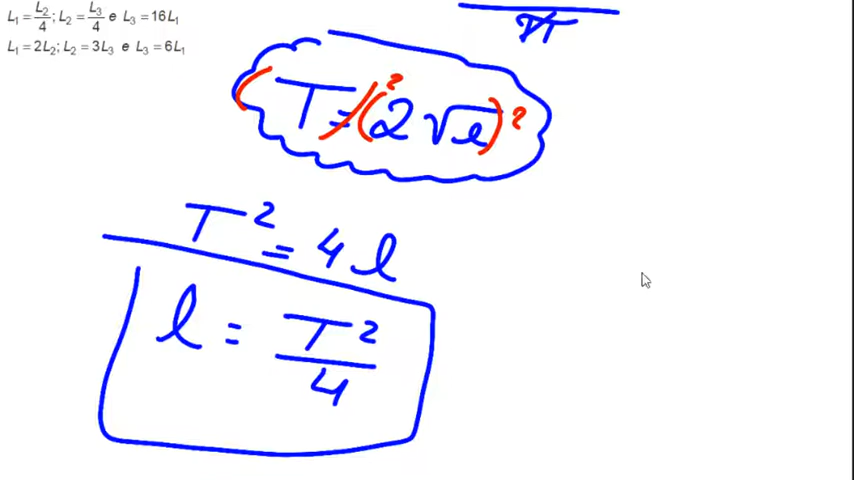 L₁ = L₂/4; L₂ = L₃/4 e L₃ = 16L₁
L₁ = 2L₂; L₂ = 3L₃ e L₃ = 6L₁
(T)² = (2√l)²
T² = 4l
l = T²/4